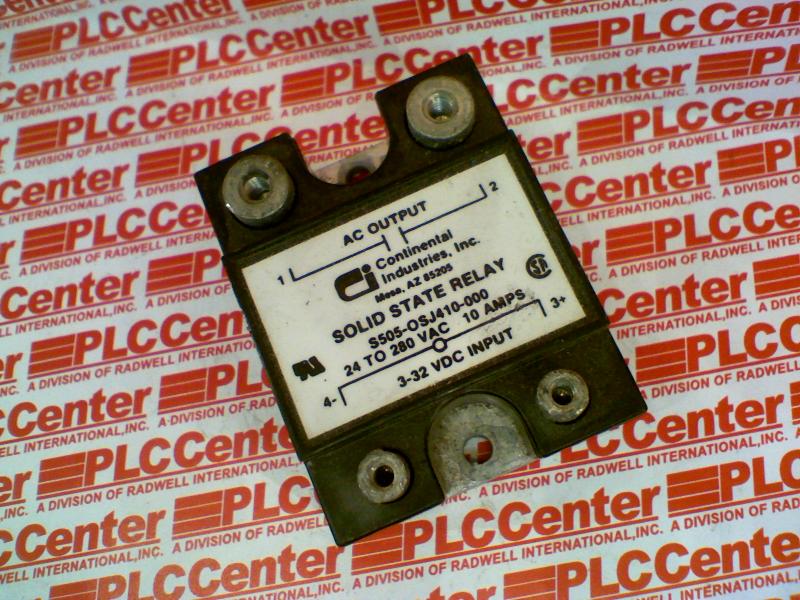 AC OUTPUT
1
2
Ci
Continental
Industries, Inc.
Mesa, AZ 85205
SOLID STATE RELAY
S505-OSJ410-000
24 TO 280 VAC 10 AMPS
3-32 VDC INPUT
4-
3+
PLCCenter
A DIVISION OF RADWELL INTERNATIONAL, INC.